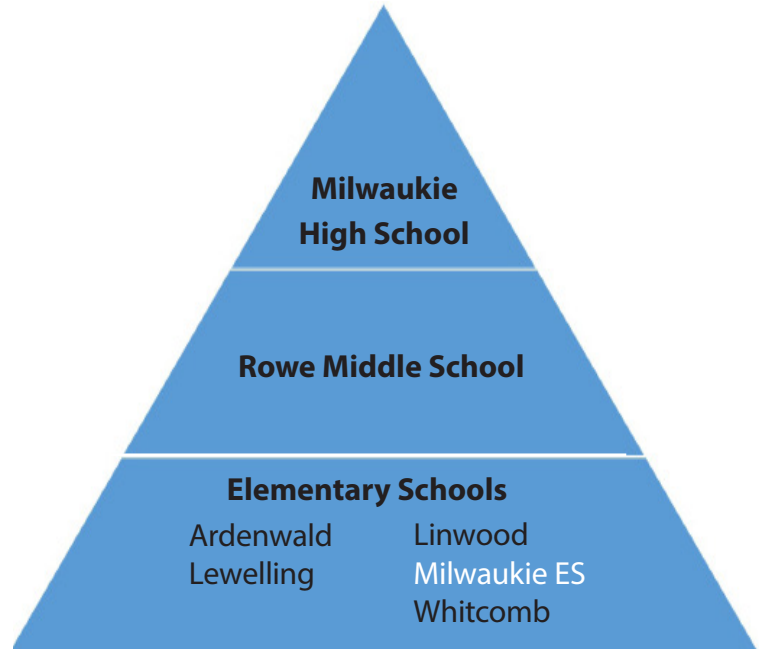 Milwaukie
High School
Rowe Middle School
Elementary Schools
Ardenwald
Lewelling
Linwood
Milwaukie ES
Whitcomb